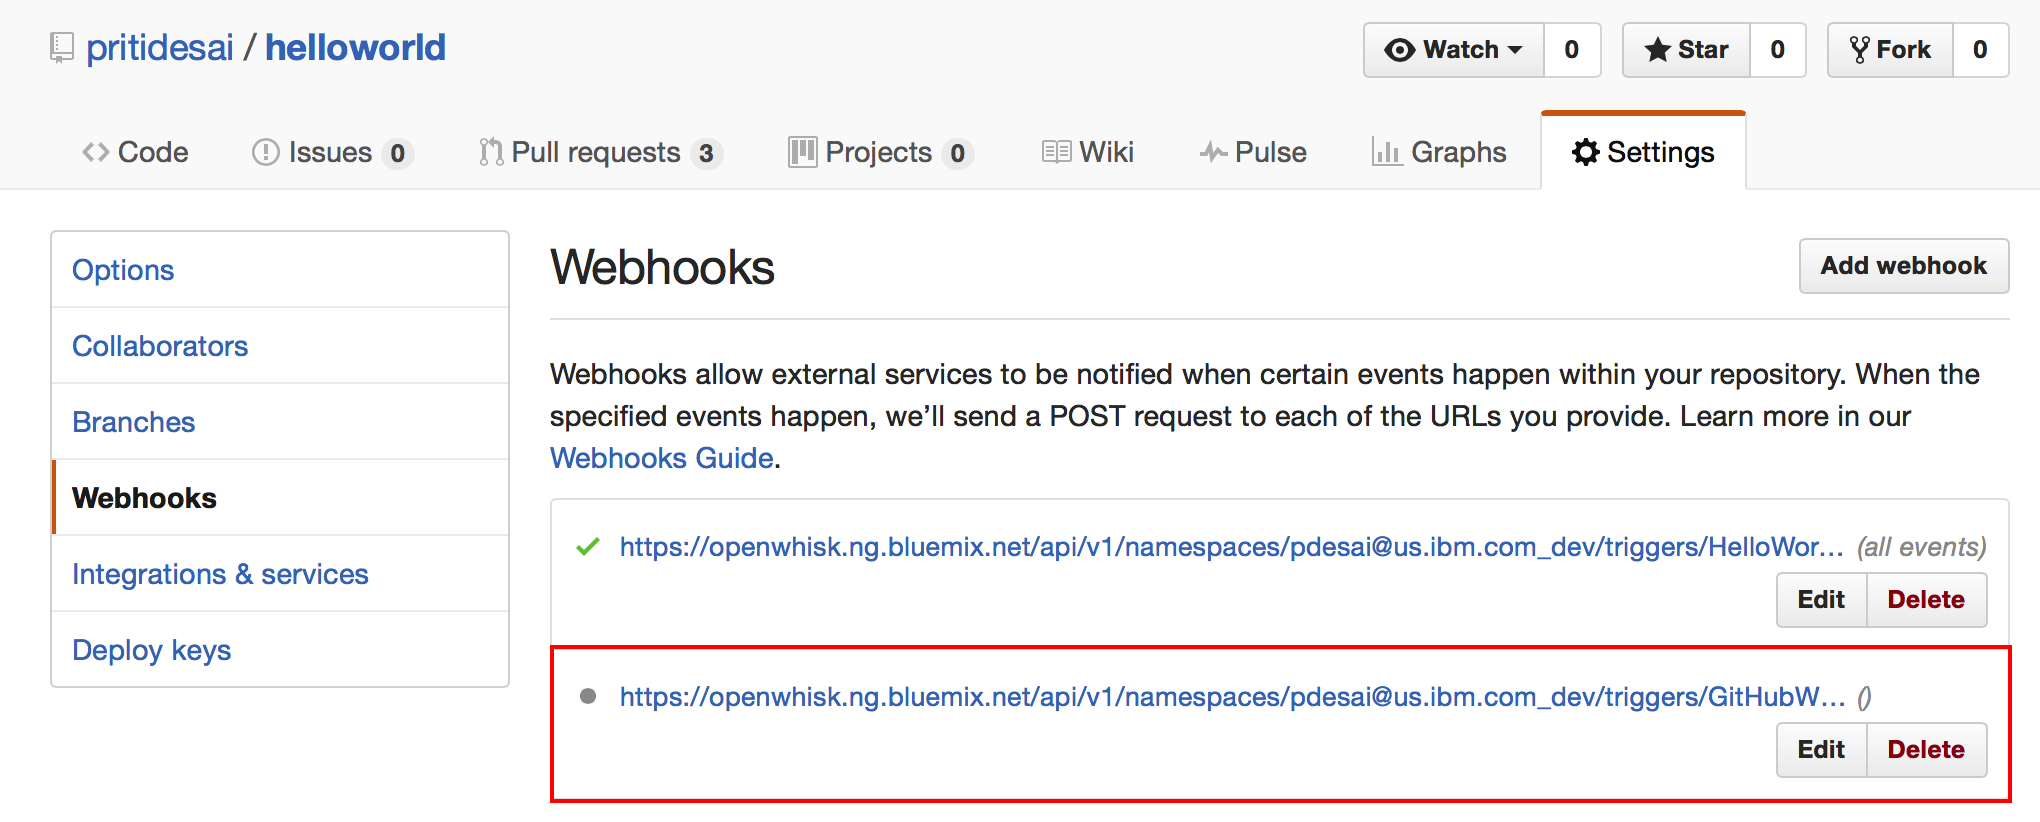 pritidesai / helloworld
Watch 0 Star 0 Fork 0
Code Issues 0 Pull requests 3 Projects 0 Wiki Pulse Graphs Settings
Options
Collaborators
Branches
Webhooks
Integrations & services
Deploy keys
Webhooks
Add webhook
Webhooks allow external services to be notified when certain events happen within your repository. When the
specified events happen, we’ll send a POST request to each of the URLs you provide. Learn more in our
Webhooks Guide.
https://openwhisk.ng.bluemix.net/api/v1/namespaces/pdesai@us.ibm.com_dev/triggers/HelloWor... (all events)
Edit Delete
https://openwhisk.ng.bluemix.net/api/v1/namespaces/pdesai@us.ibm.com_dev/triggers/GitHubW... ()
Edit Delete